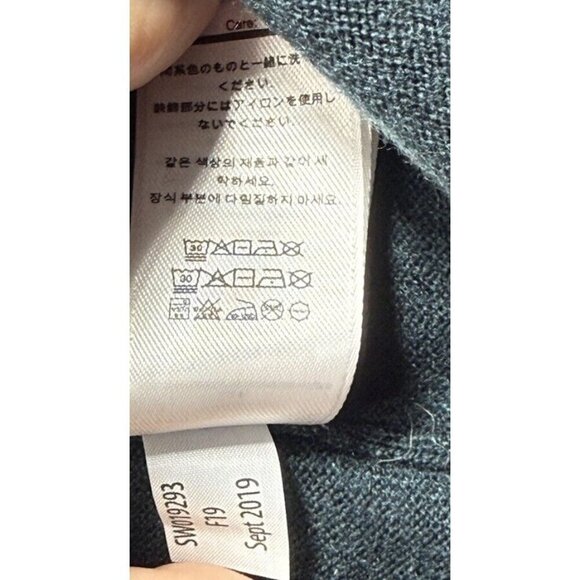 Care:
同系色のものと一緒に洗
ください.
装飾部分にはアイロンを使用し
ないでください.
같은 색상의 제품과 같이 세
탁하세요.
장식 부분에 다림질하지 마세요.
30
30
SW019293
F19
Sept 2019